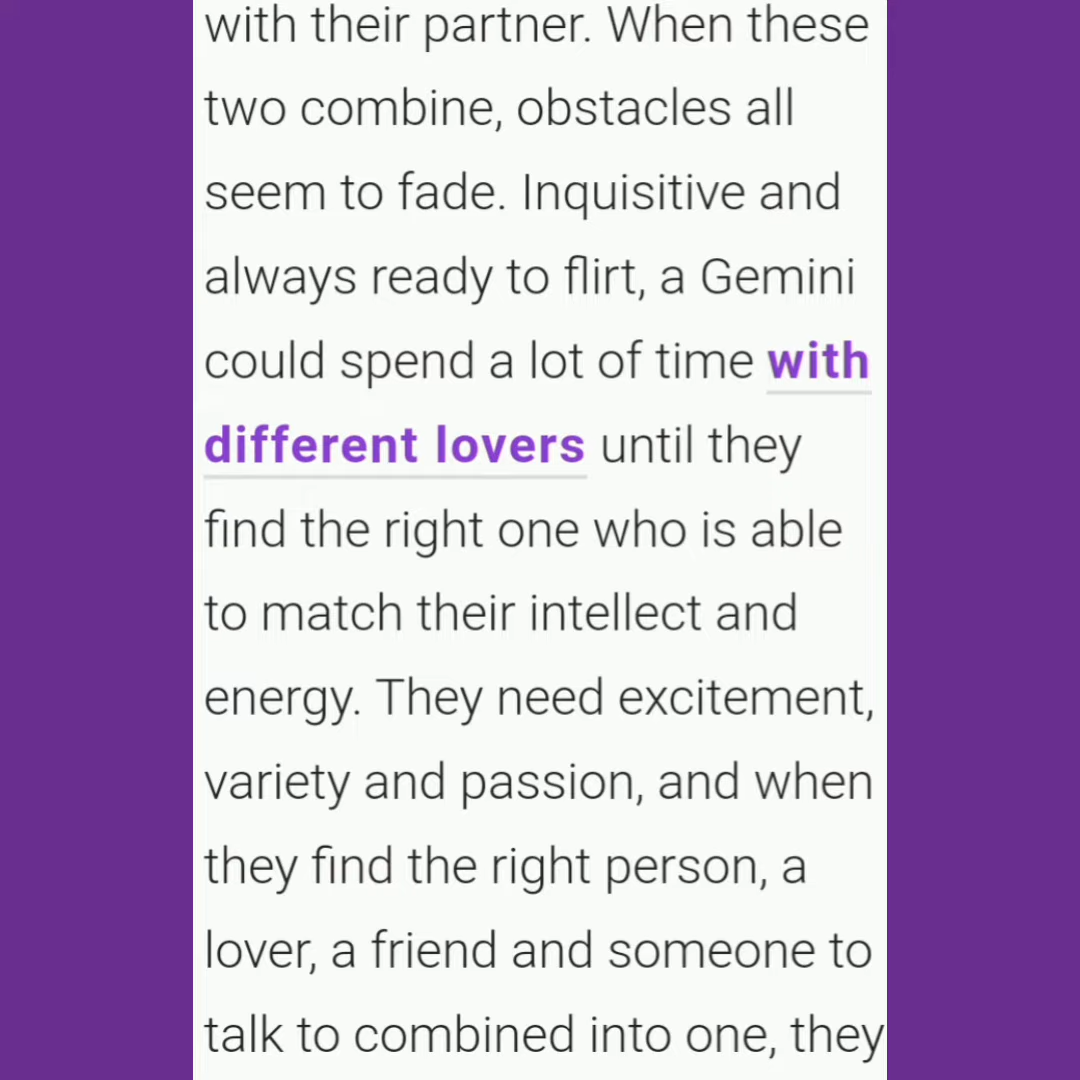 with their partner. When these
two combine, obstacles all
seem to fade. Inquisitive and
always ready to flirt, a Gemini
could spend a lot of time with
different lovers until they
find the right one who is able
to match their intellect and
energy. They need excitement,
variety and passion, and when
they find the right person, a
lover, a friend and someone to
talk to combined into one, they